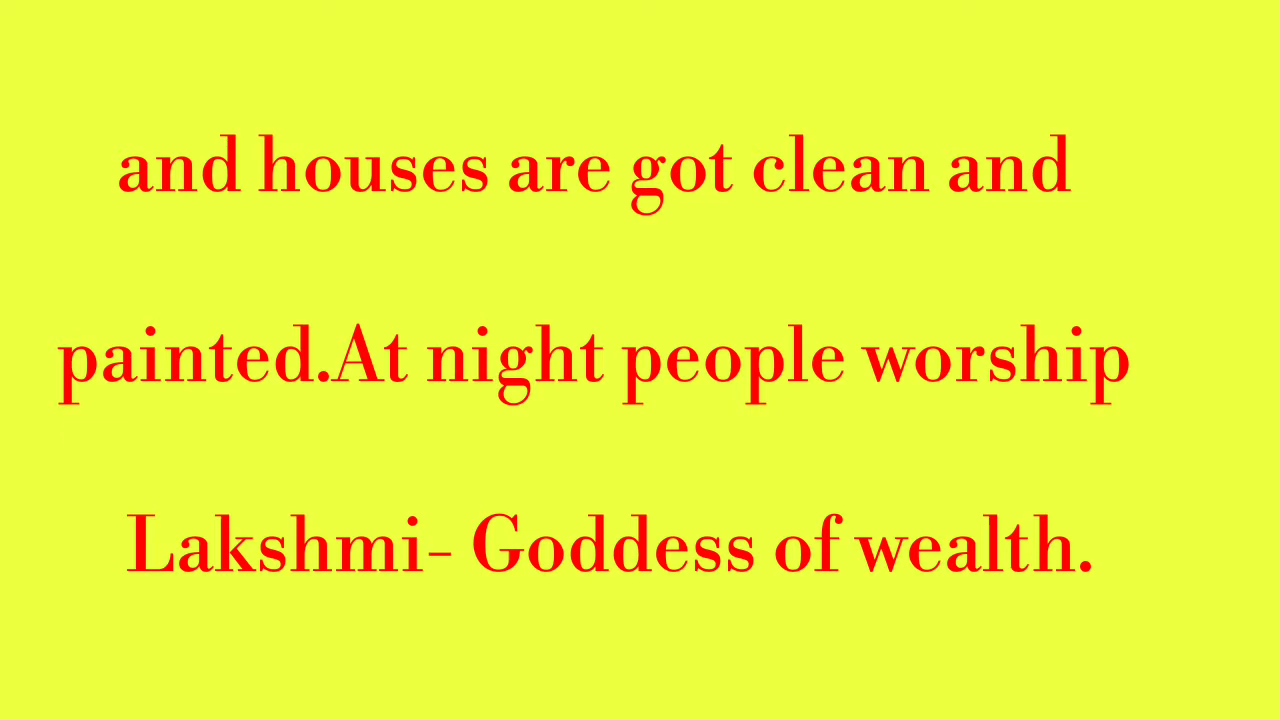 and houses are got clean and
painted.At night people worship
Lakshmi- Goddess of wealth.